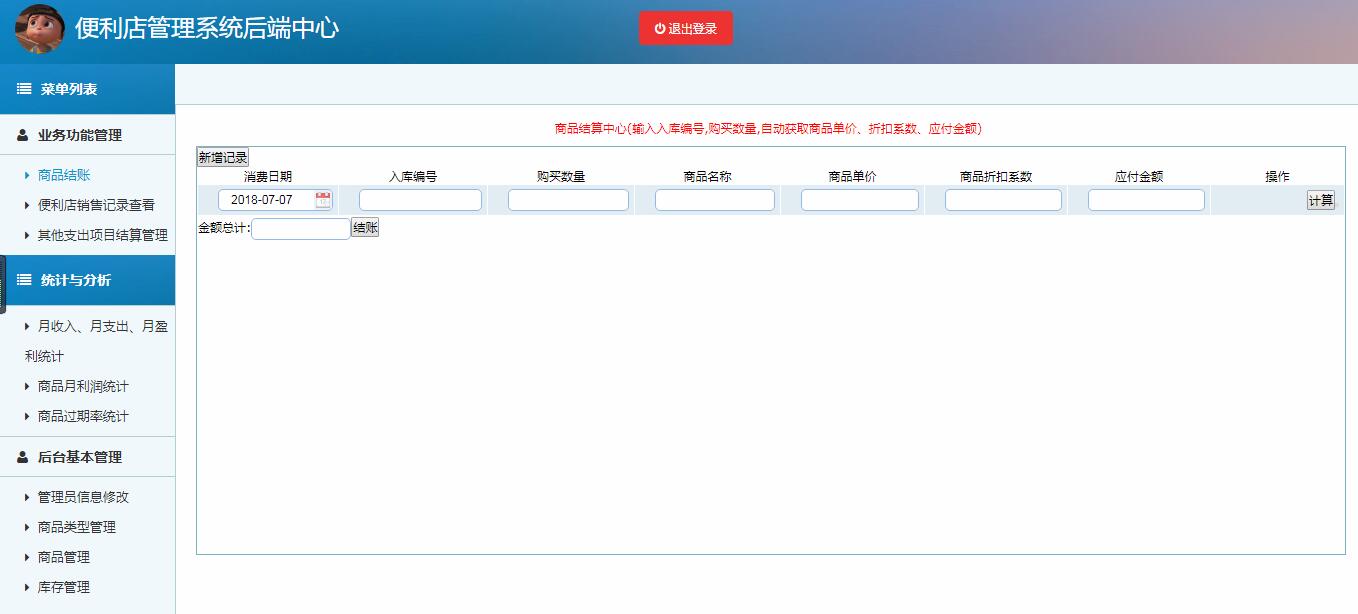 便利店管理系统后端中心
退出登录
菜单列表
业务功能管理
商品结账
便利店销售记录查看
其他支出项目结算管理
统计与分析
月收入、月支出、月盈
利统计
商品月利润统计
商品过期率统计
后台基本管理
管理员信息修改
商品类型管理
商品管理
库存管理
商品结算中心(输入入库编号,购买数量,自动获取商品单价、折扣系数、应付金额)
新增记录
消费日期 入库编号 购买数量 商品名称 商品单价 商品折扣系数 应付金额 操作
2018-07-07 计算
金额总计: 结账